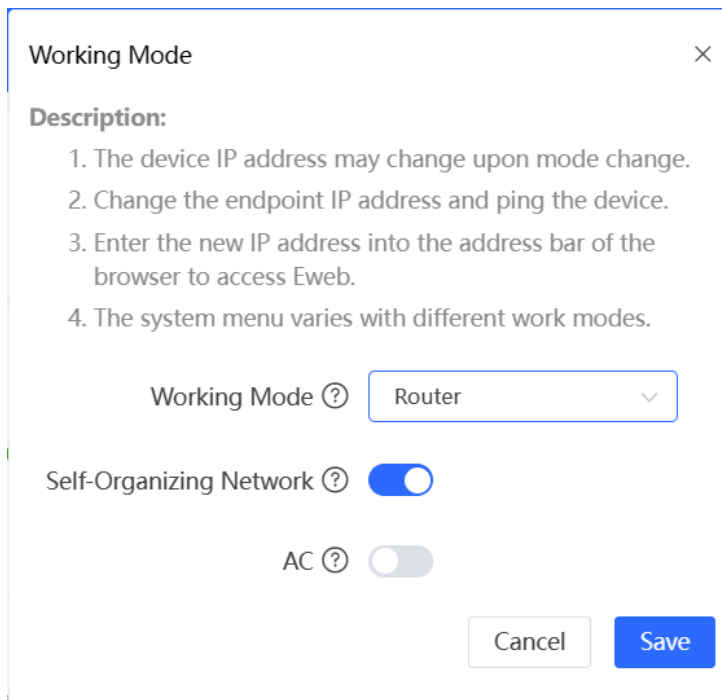 Working Mode
Description:
1. The device IP address may change upon mode change.
2. Change the endpoint IP address and ping the device.
3. Enter the new IP address into the address bar of the
browser to access Eweb.
4. The system menu varies with different work modes.
Working Mode ? Router
Self-Organizing Network ?
AC ?
Cancel Save